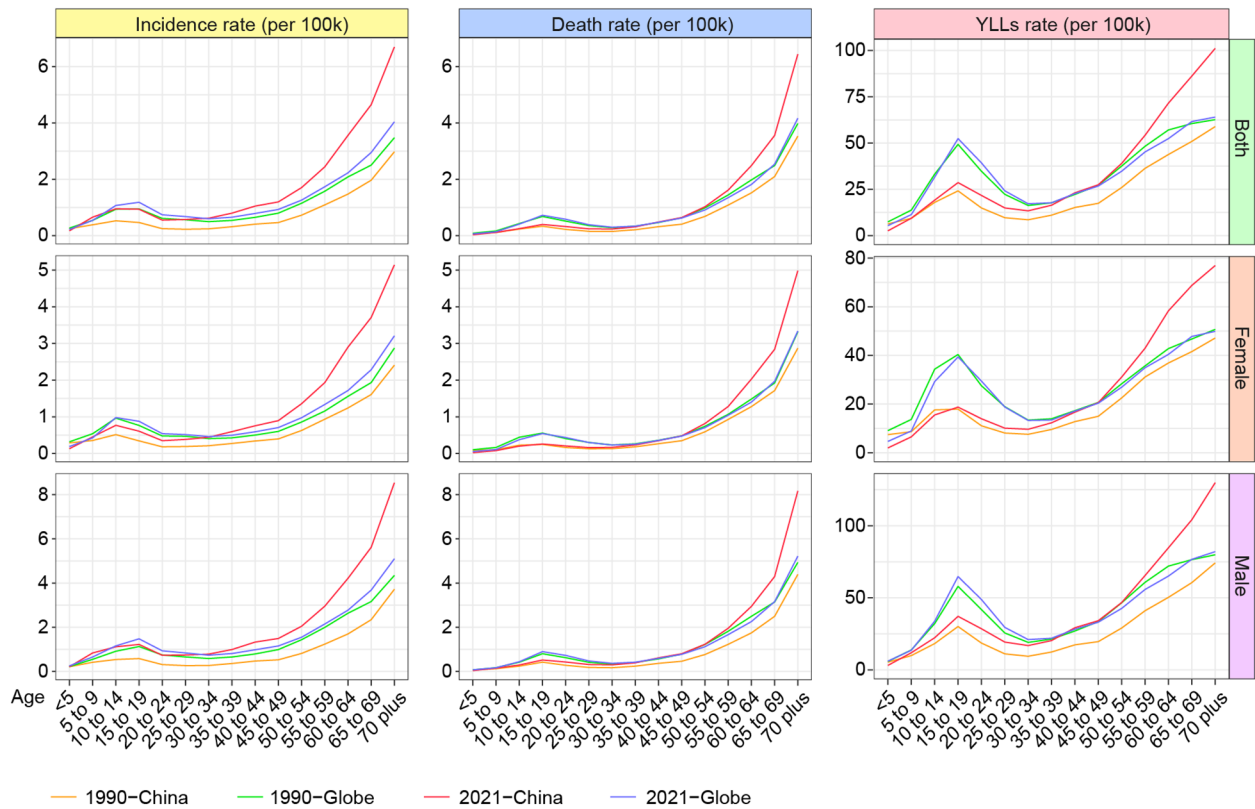 Incidence rate (per 100k) Death rate (per 100k) YLLs rate (per 100k)
6
4
2
0
6
4
2
0
100
75
50
25
0
Both
5
4
3
2
1
0
5
4
3
2
1
0
80
60
40
20
0
Female
8
6
4
2
0
8
6
4
2
0
100
50
0
Male
Age
<5
5 to 9
10 to 14
15 to 19
20 to 24
25 to 29
30 to 34
35 to 39
40 to 44
45 to 49
50 to 54
55 to 59
60 to 64
65 to 69
70 plus
<5
5 to 9
10 to 14
15 to 19
20 to 24
25 to 29
30 to 34
35 to 39
40 to 44
45 to 49
50 to 54
55 to 59
60 to 64
65 to 69
70 plus
<5
5 to 9
10 to 14
15 to 19
20 to 24
25 to 29
30 to 34
35 to 39
40 to 44
45 to 49
50 to 54
55 to 59
60 to 64
65 to 69
70 plus
1990−China 1990−Globe 2021−China 2021−Globe